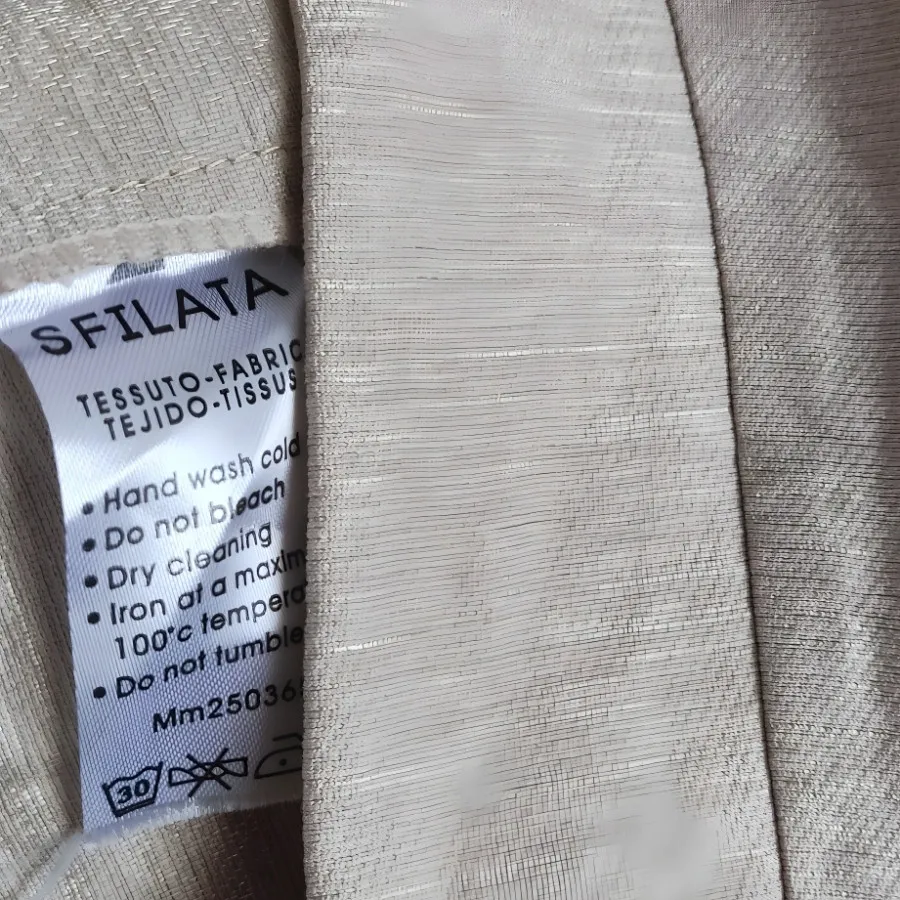 SFILATA
TESSUTO-FABRIC
TEJIDO-TISSUS
• Hand wash cold
• Do not bleach
• Dry cleaning
• Iron at a maxim
100°c tempera
• Do not tumble
Mm25036
30